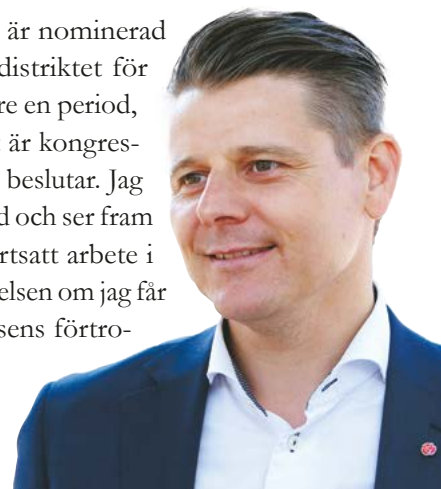 är nominerad
distriktet för
re en period,
är kongres-
beslutar. Jag
d och ser fram
rtsatt arbete i
elsen om jag får
sens förtro-